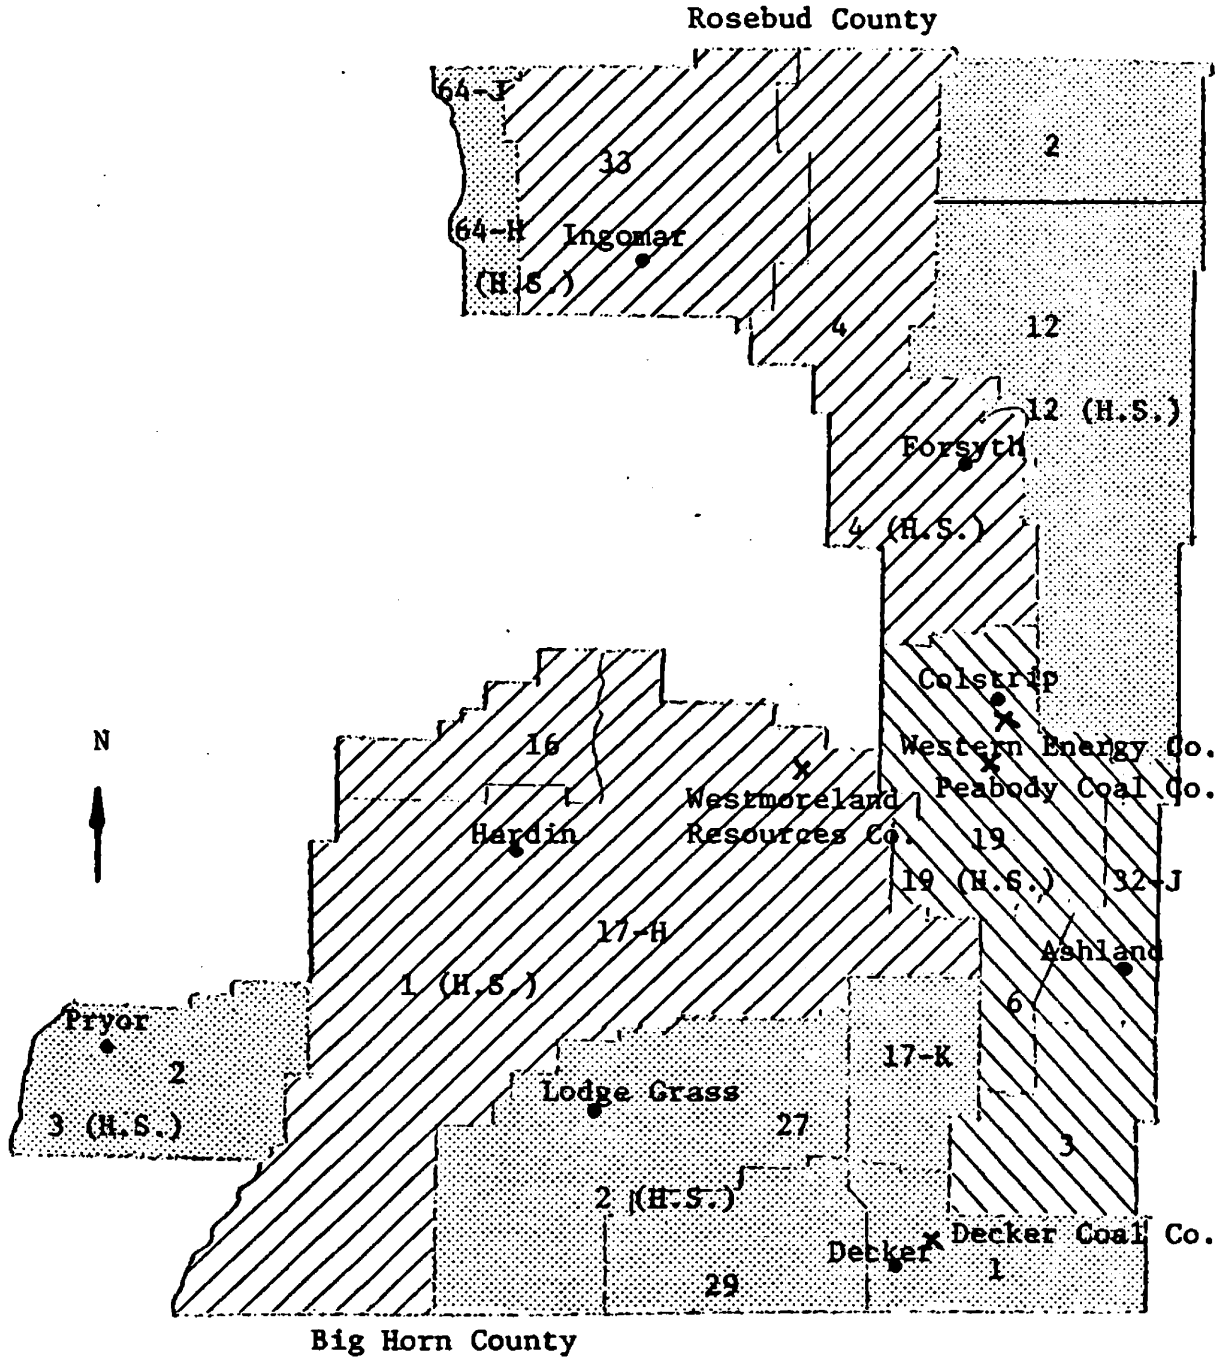 Rosebud County
64-J
2
33
64-H
Ingomar
(H.S.)
4
12
12 (H.S.)
Forsyth
4 (H.S.)
Colstrip
N
16
Western Energy Co.
Westmoreland
Peabody Coal Co.
Hardin
Resources Co.
19
19 (H.S.)
32-J
17-H
Ashland
1 (H.S.)
6
Pryor
17-K
2
Lodge Grass
3 (H.S.)
27
3
2 (H.S.)
Decker Coal Co.
Decker
1
29
Big Horn County